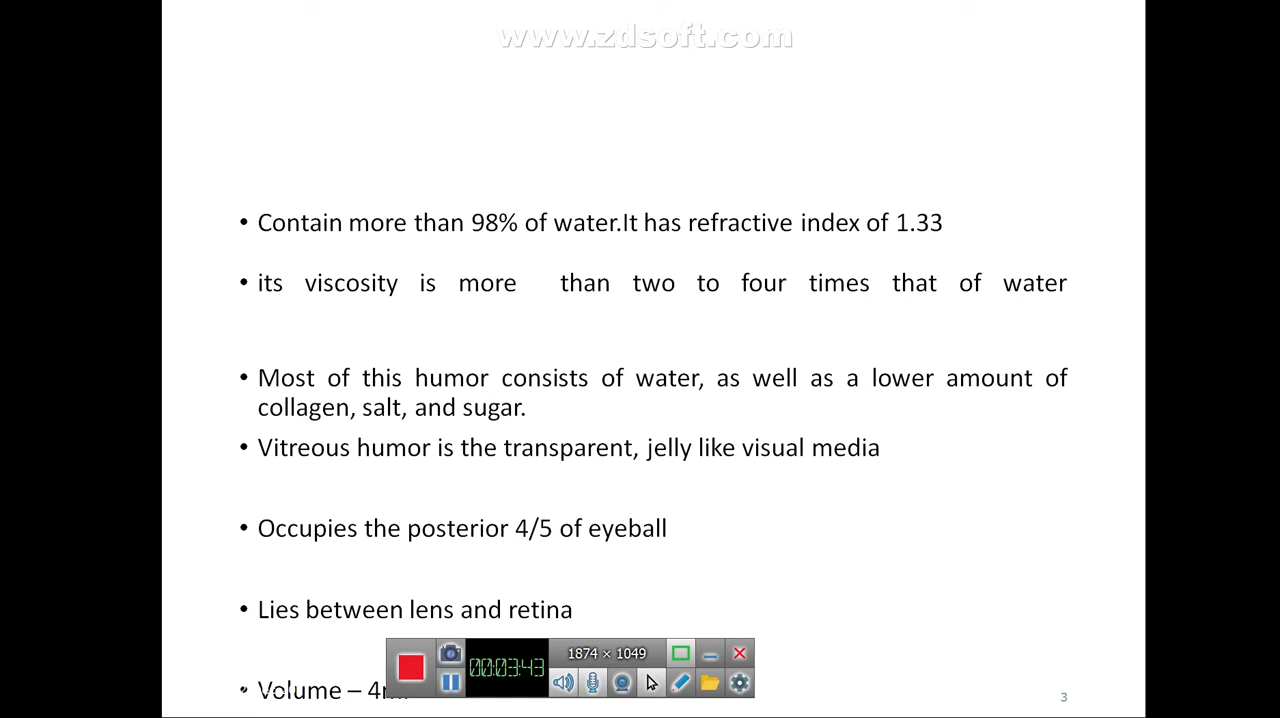 www.zdsoft.com
• Contain more than 98% of water.It has refractive index of 1.33
• its viscosity is more than two to four times that of water
• Most of this humor consists of water, as well as a lower amount of
collagen, salt, and sugar.
• Vitreous humor is the transparent, jelly like visual media
• Occupies the posterior 4/5 of eyeball
• Lies between lens and retina
1874 × 1049
00:03:43
• Volume –
3